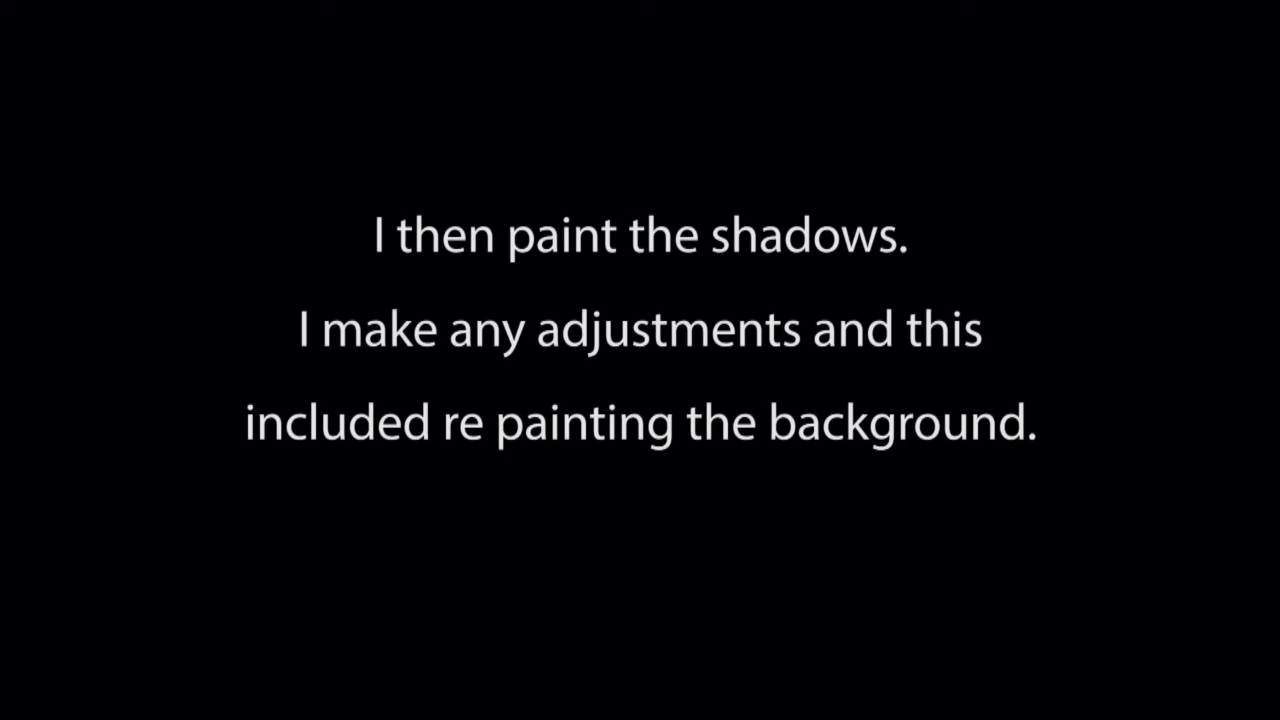 I then paint the shadows.
I make any adjustments and this
included re painting the background.